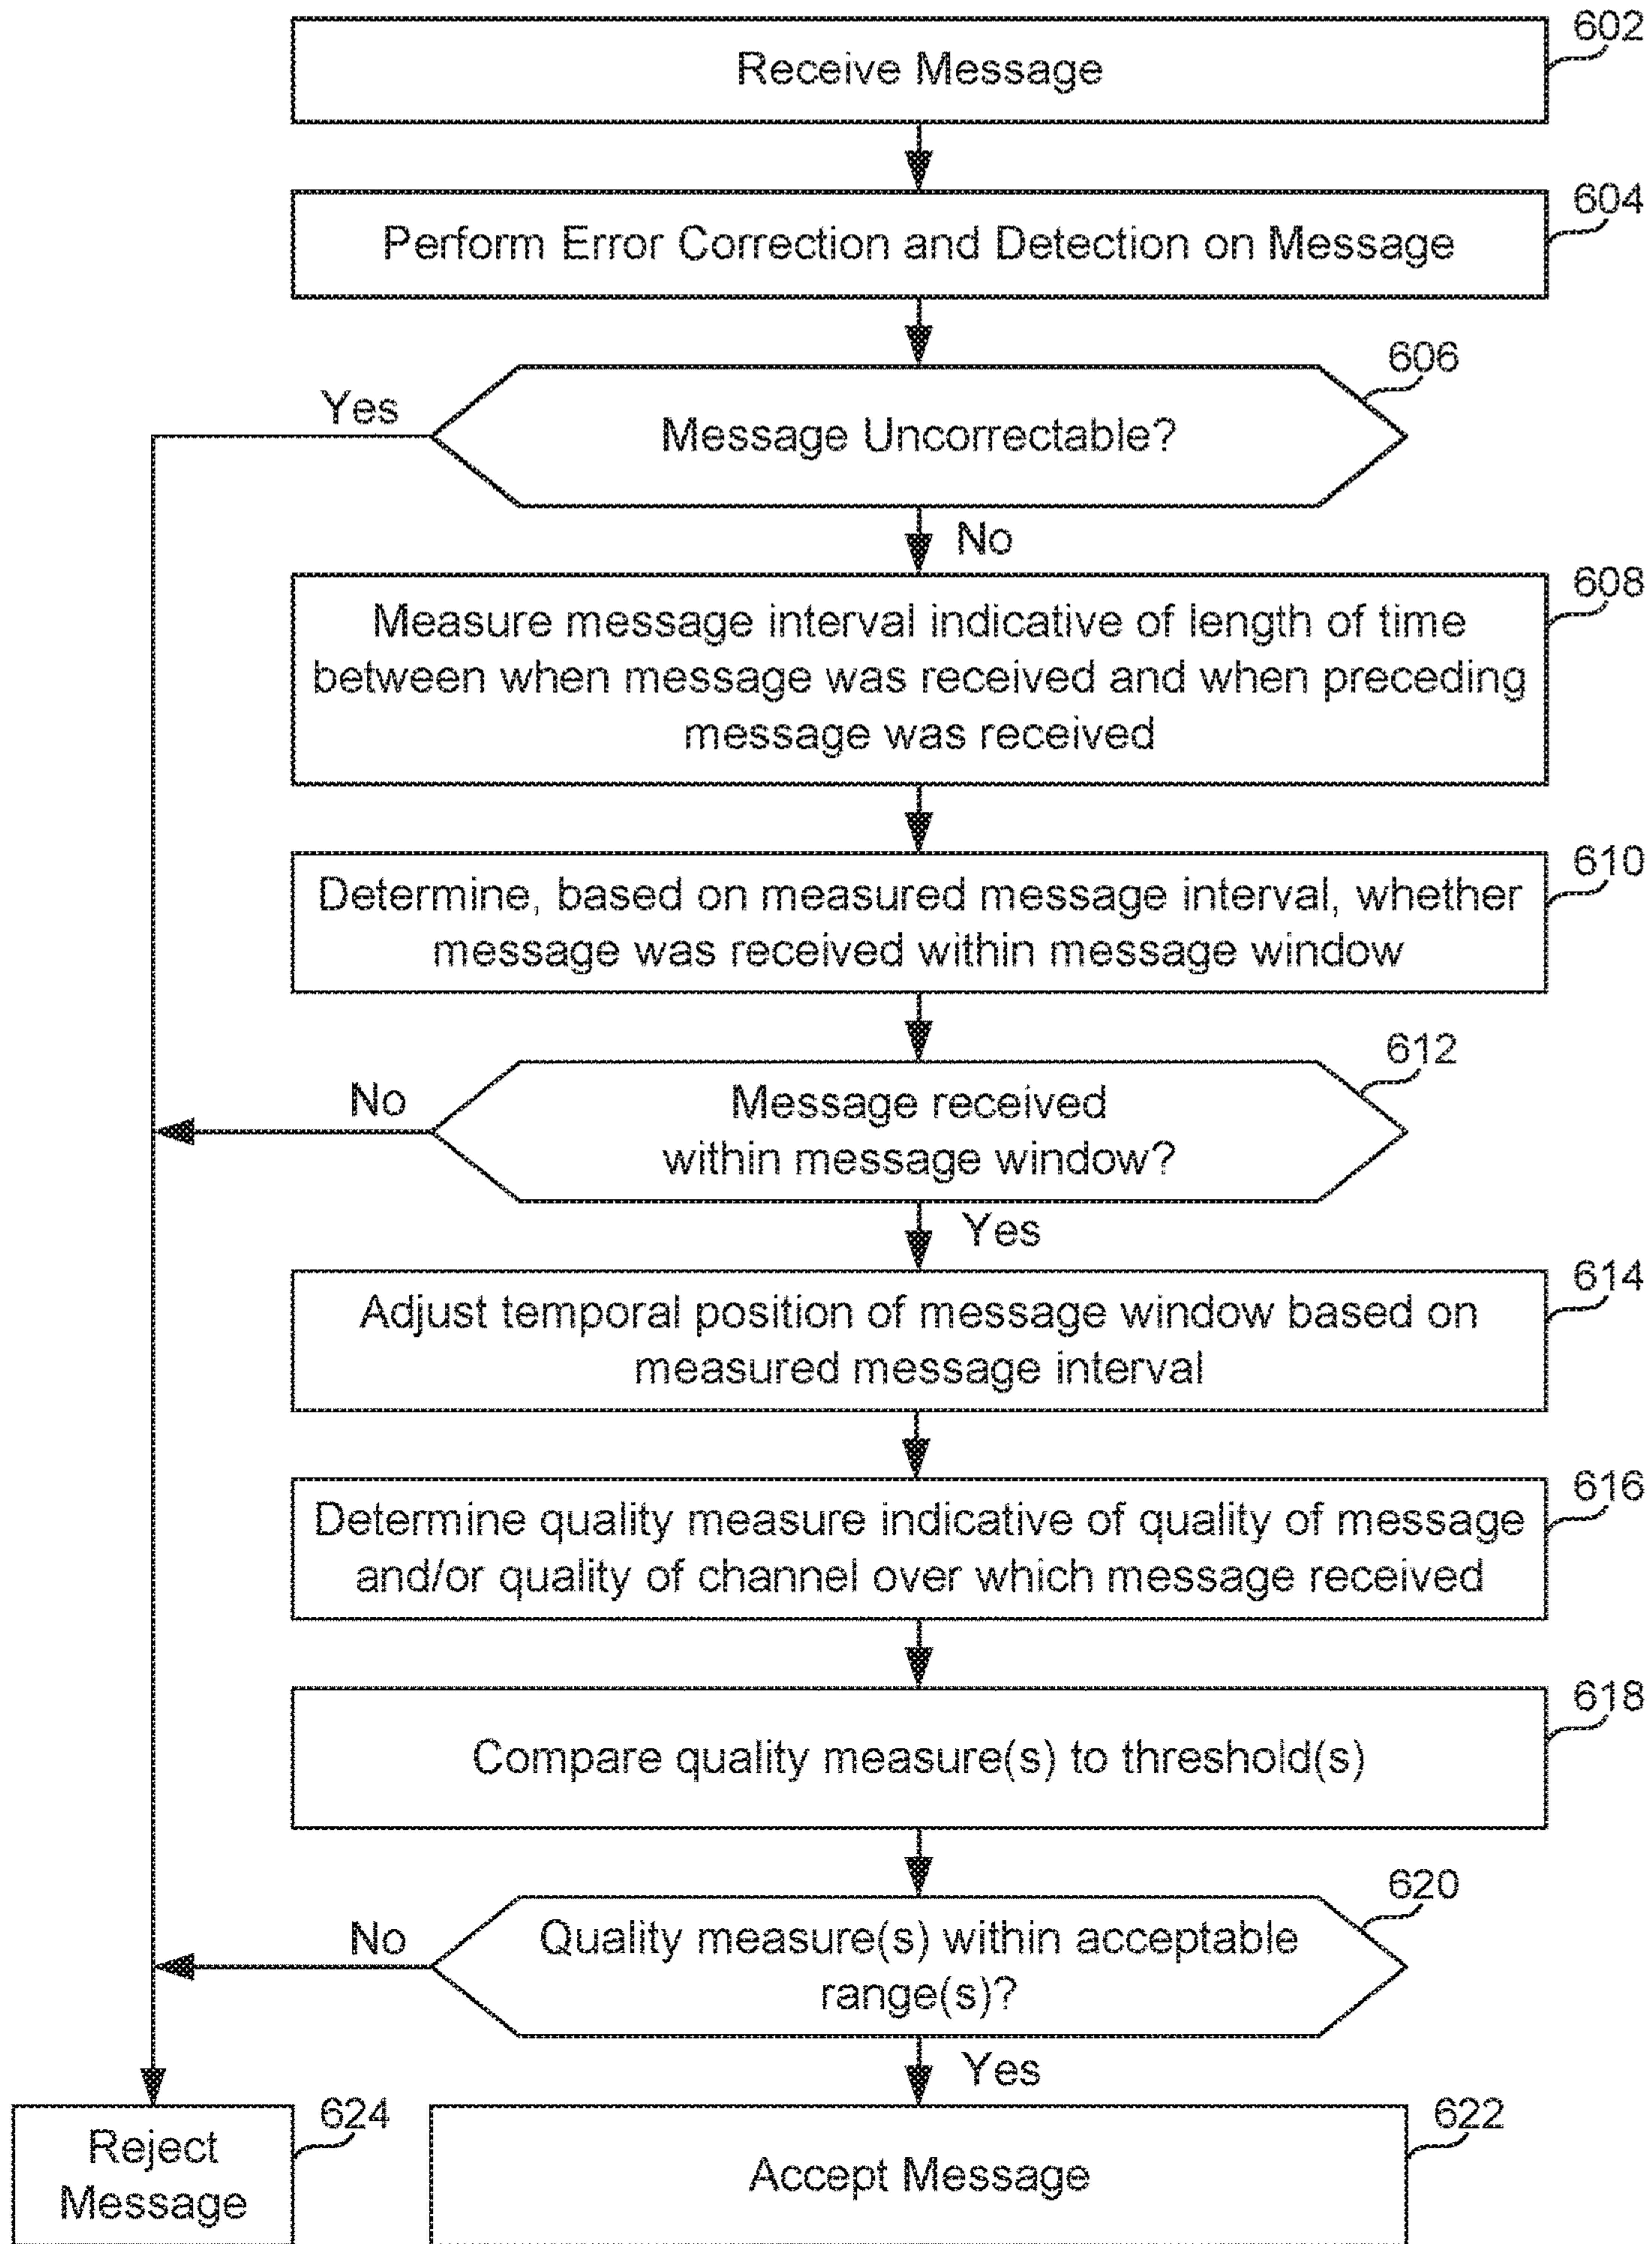 602
Receive Message
604
Perform Error Correction and Detection on Message
606
Yes
Message Uncorrectable?
No
608
Measure message interval indicative of length of time
between when message was received and when preceding
message was received
610
Determine, based on measured message interval, whether
message was received within message window
612
No
Message received
within message window?
Yes
614
Adjust temporal position of message window based on
measured message interval
616
Determine quality measure indicative of quality of message
and/or quality of channel over which message received
618
Compare quality measure(s) to threshold(s)
620
No
Quality measure(s) within acceptable
range(s)?
Yes
624
Reject
Message
622
Accept Message